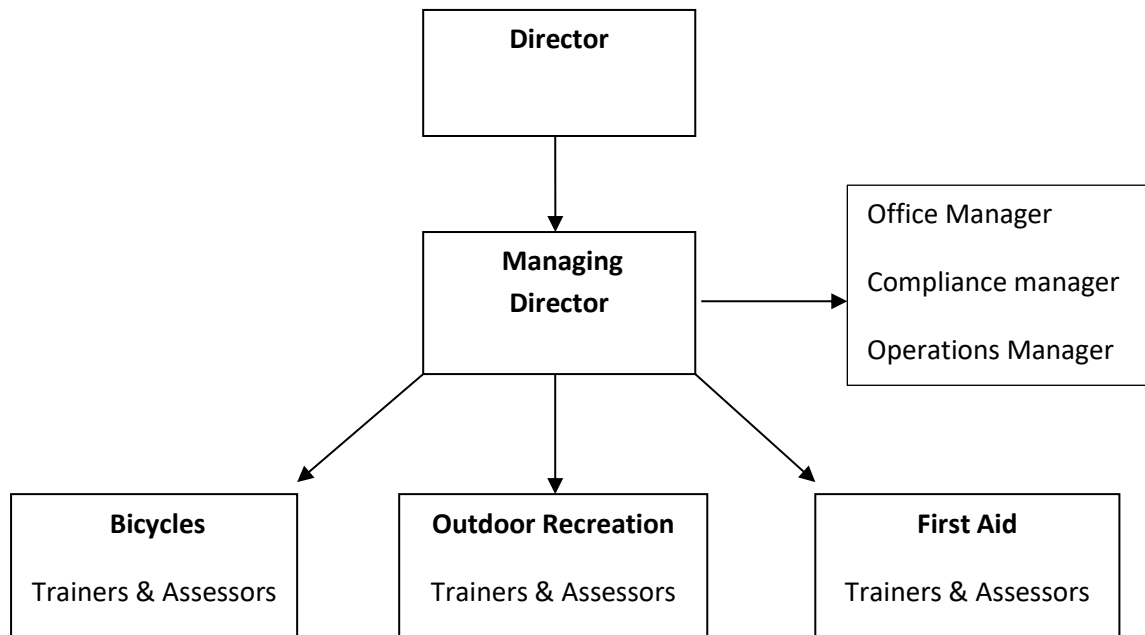 Director
Managing
Director
Office Manager
Compliance manager
Operations Manager
Bicycles
Trainers & Assessors
Outdoor Recreation
Trainers & Assessors
First Aid
Trainers & Assessors